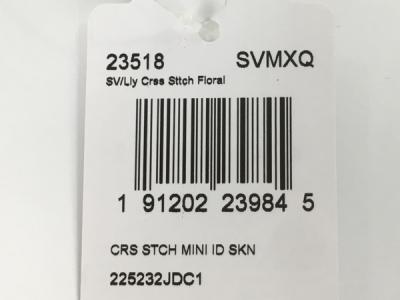 23518 SVMXQ
SV/Lly Crss Sttch Floral
1 91202 23984 5
CRS STCH MINI ID SKN
225232JDC1